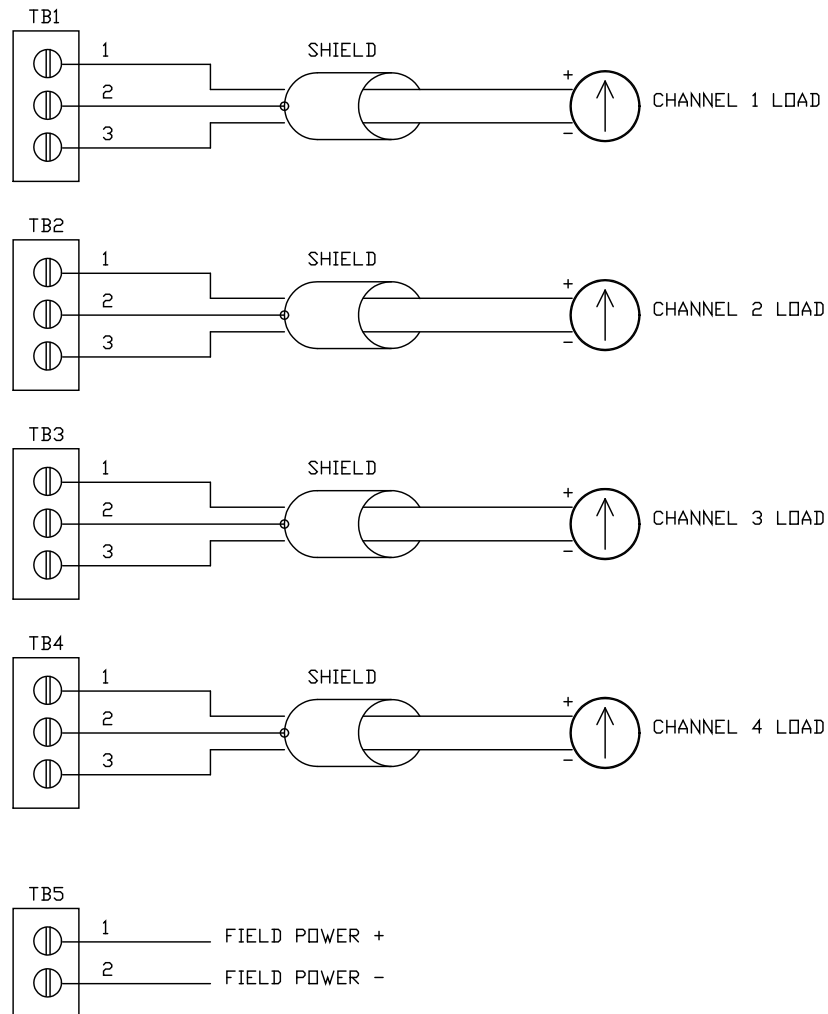 TB1
1 SHIELD
+
2 CHANNEL 1 LOAD
3 -
TB2
1 SHIELD
+
2 CHANNEL 2 LOAD
3 -
TB3
1 SHIELD
+
2 CHANNEL 3 LOAD
3 -
TB4
1 SHIELD
+
2 CHANNEL 4 LOAD
3 -
TB5
1 FIELD POWER +
2 FIELD POWER -